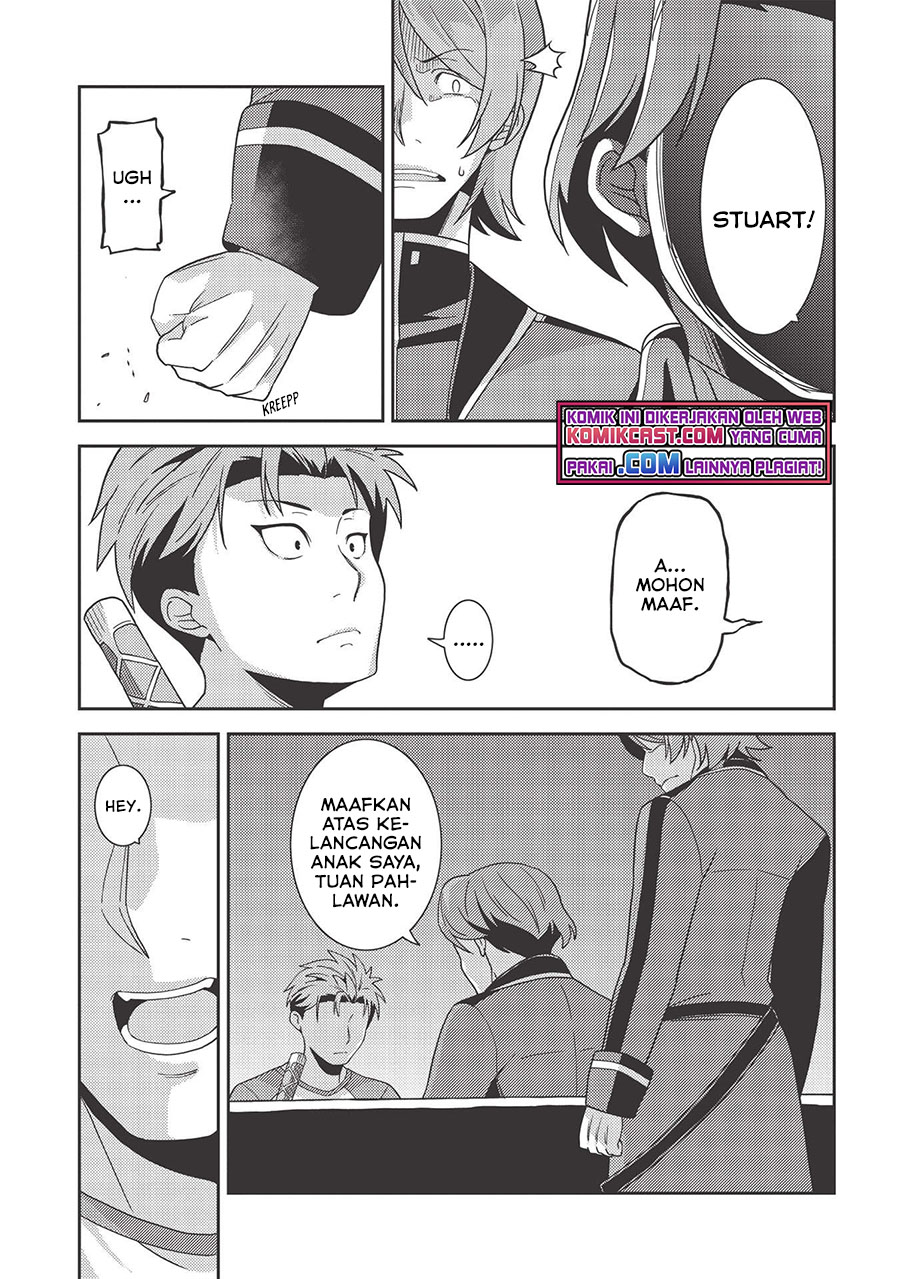 STUART!
UGH
...
KREEPP
KOMIK INI DIKERJAKAN OLEH WEB
KOMIKCAST.COM YANG CUMA
PAKAI .COM LAINNYA PLAGIAT!
A...
MOHON
MAAF.
.....
MAAFKAN
ATAS KE-
LANCANGAN
ANAK SAYA,
TUAN PAH-
LAWAN.
HEY.